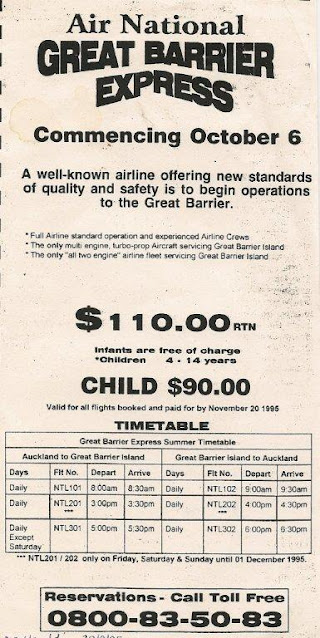 Air National
GREAT BARRIER
EXPRESS
Commencing October 6
A well-known airline offering new standards
of quality and safety is to begin operations
to the Great Barrier.
* Full Airline standard operation and experienced Airline Crews
* The only multi engine, turbo-prop Aircraft servicing Great Barrier Island
* The only "all two engine" airline fleet servicing Great Barrier Island
$110.00 RTN
Infants are free of charge
*Children 4 - 14 years
CHILD $90.00
Valid for all flights booked and paid for by November 20 1995
TIMETABLE
Great Barrier Express Summer Timetable
Auckland to Great Barrier Island Great Barrier Island to Auckland
Days Flt No. Depart Arrive Days Flt No. Depart Arrive
Daily NTL101 8:00am 8:30am Daily NTL102 9:00am 9:30am
Daily NTL201 3:00pm 3:30pm Daily NTL202 4:00pm 4:30pm
*** ***
Daily NTL301 5:00pm 5:30pm Daily NTL302 6:00pm 6:30pm
Except
Saturday
*** NTL201 / 202 only on Friday, Saturday & Sunday until 01 December 1995.
Reservations - Call Toll Free
0800-83-50-83